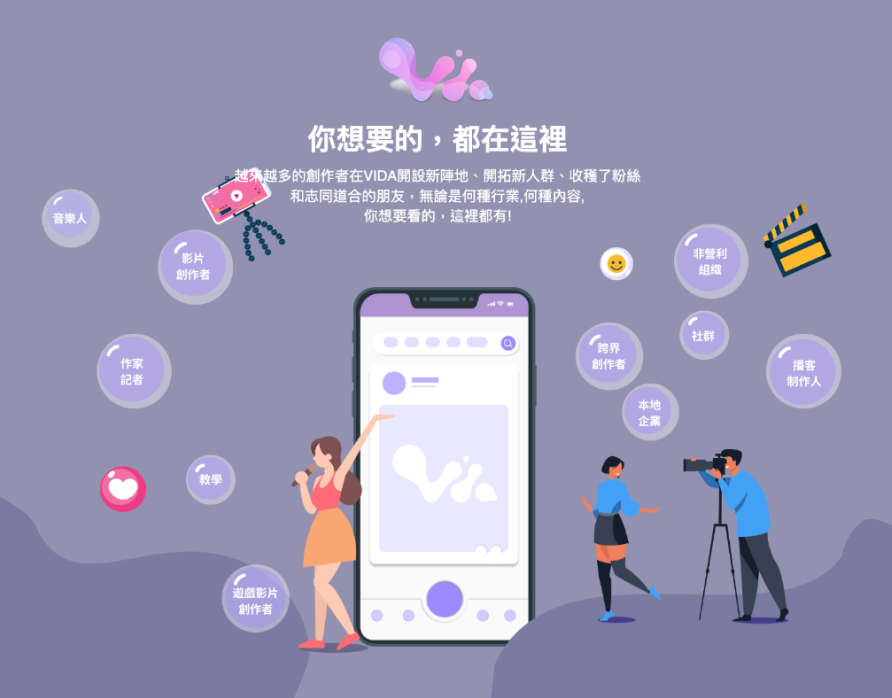 你想要的，都在這裡
越來越多的創作者在VIDA開設新陣地、開拓新人群、收穫了粉絲
和志同道合的朋友，無論是何種行業,何種內容,
你想要看的，這裡都有!
音樂人
影片
創作者
非營利
組織
社群
跨界
創作者
作家
記者
播客
制作人
本地
企業
教學
遊戲影片
創作者